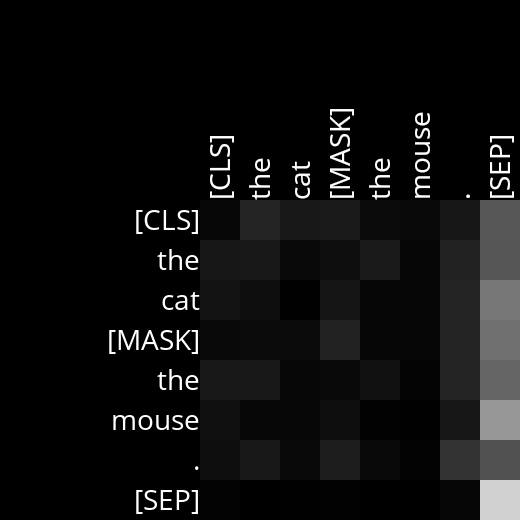 [CLS] the cat [MASK] the mouse . [SEP]
[CLS]
the
cat
[MASK]
the
mouse
.
[SEP]